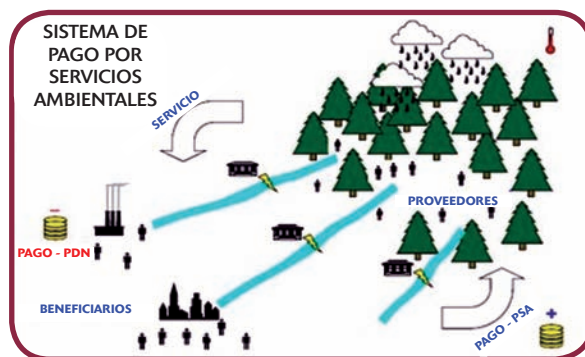 SISTEMA DE
PAGO POR
SERVICIOS
AMBIENTALES
SERVICIO
PROVEEDORES
PAGO - PDN
BENEFICIARIOS
PAGO - PSA